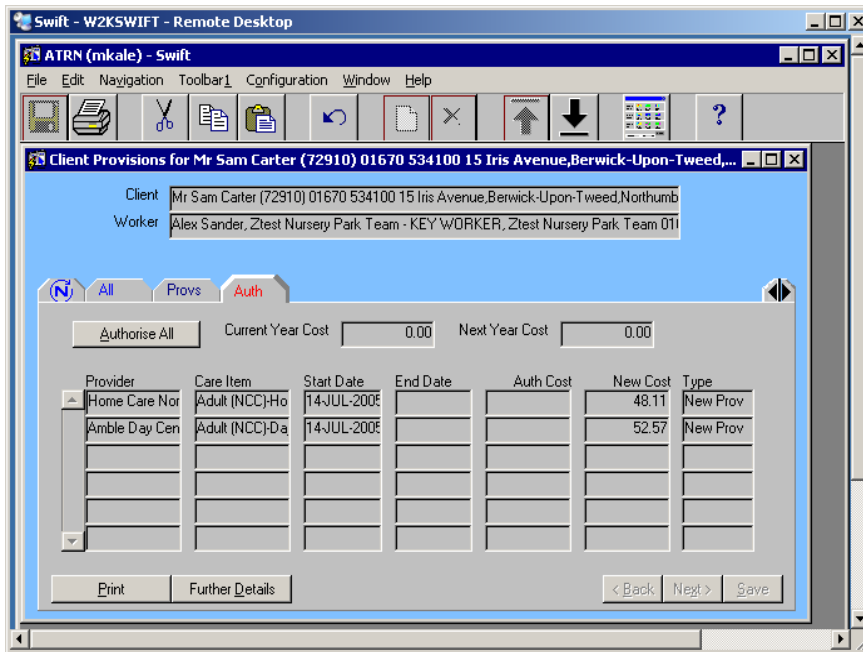 Swift - W2KSWIFT - Remote Desktop
ATRN (mkale) - Swift
File Edit Navigation Toolbar1 Configuration Window Help
?
Client Provisions for Mr Sam Carter (72910) 01670 534100 15 Iris Avenue,Berwick-Upon-Tweed,...
Client Mr Sam Carter (72910) 01670 534100 15 Iris Avenue,Berwick-Upon-Tweed,Northumb
Worker Alex Sander, Ztest Nursery Park Team - KEY WORKER, Ztest Nursery Park Team 01
N All Provs Auth
Authorise All Current Year Cost 0.00 Next Year Cost 0.00
Provider Care Item Start Date End Date Auth Cost New Cost Type
Home Care Nor Adult (NCC)-Ho 14-JUL-2005 48.11 New Prov
Amble Day Cen Adult (NCC)-Da 14-JUL-2005 52.57 New Prov
Print Further Details < Back Next > Save